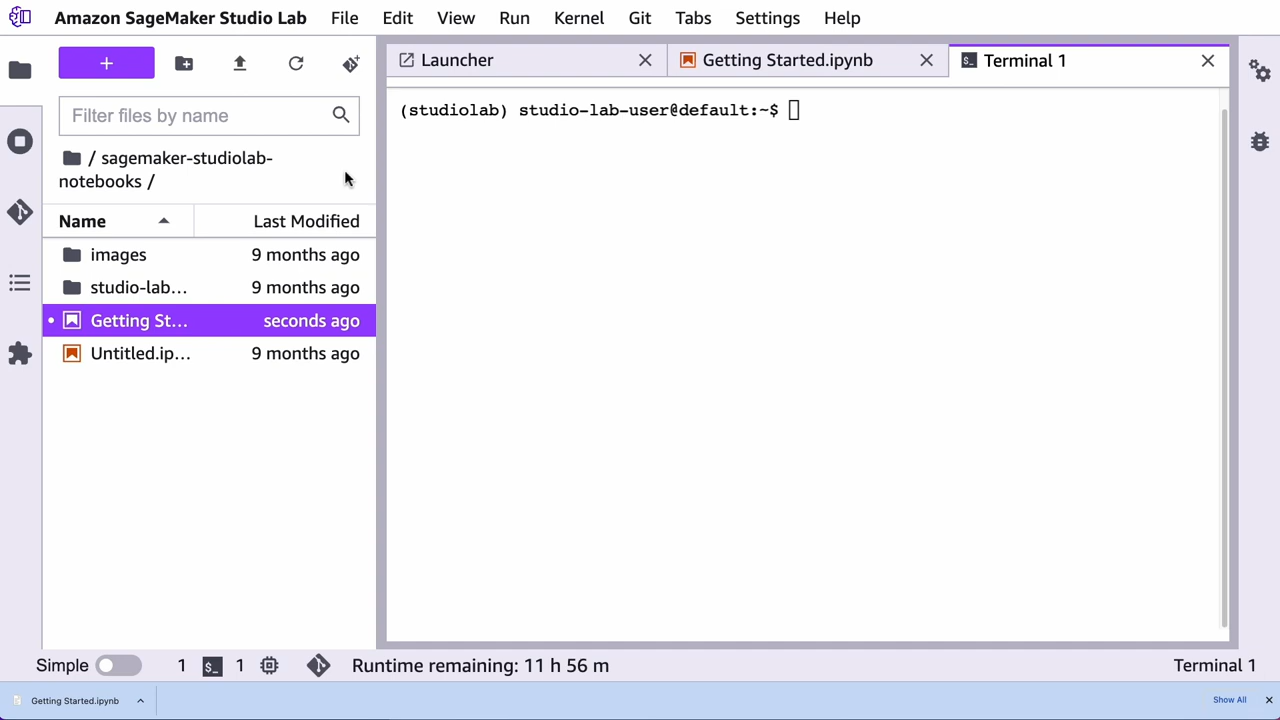 Amazon SageMaker Studio Lab File Edit View Run Kernel Git Tabs Settings Help
+
Filter files by name
/ sagemaker-studiolab-
notebooks /
Name Last Modified
images 9 months ago
studio-lab... 9 months ago
Getting St... seconds ago
Untitled.ip... 9 months ago
Launcher Getting Started.ipynb Terminal 1
(studiolab) studio-lab-user@default:~$
Simple 1 1 Runtime remaining: 11 h 56 m Terminal 1
Getting Started.ipynb Show All